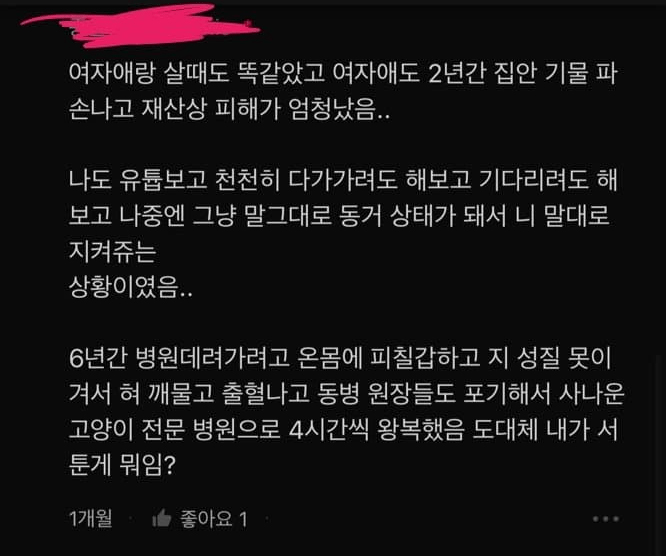 여자애랑 살때도 똑같았고 여자애도 2년간 집안 기물 파
손나고 재산상 피해가 엄청났음..
나도 유튭보고 천천히 다가가려도 해보고 기다리려도 해
보고 나중엔 그냥 말그대로 동거 상태가 돼서 니 말대로
지켜쥬는
상황이였음..
6년간 병원데려가려고 온몸에 피칠갑하고 지 성질 못이
겨서 혀 깨물고 출혈나고 동병 원장들도 포기해서 사나운
고양이 전문 병원으로 4시간씩 왕복했음 도대체 내가 서
툰게 뭐임?
1개월 · 좋아요 1 ·